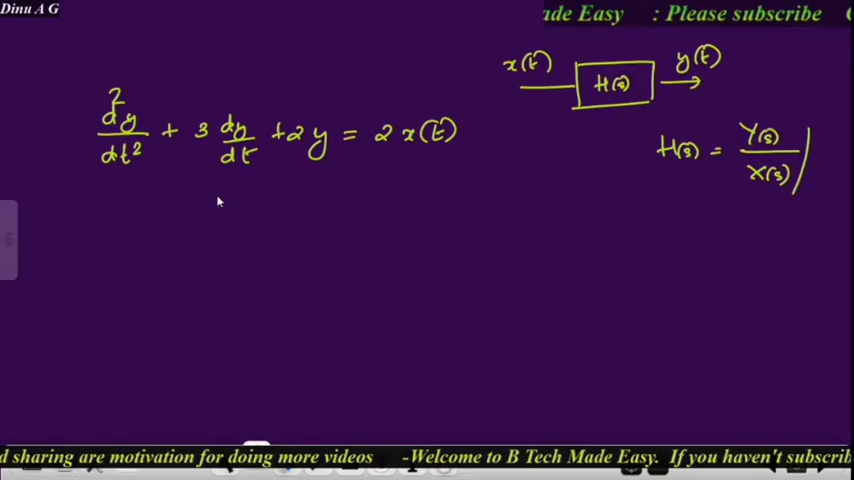 Dinu A G
ade Easy : Please subscribe
x(t) H(s) y(t)
d²y/dt² + 3 dy/dt + 2y = 2x(t)
H(s) = Y(s)/X(s)
d sharing are motivation for doing more videos -Welcome to B Tech Made Easy. If you haven't subscrib